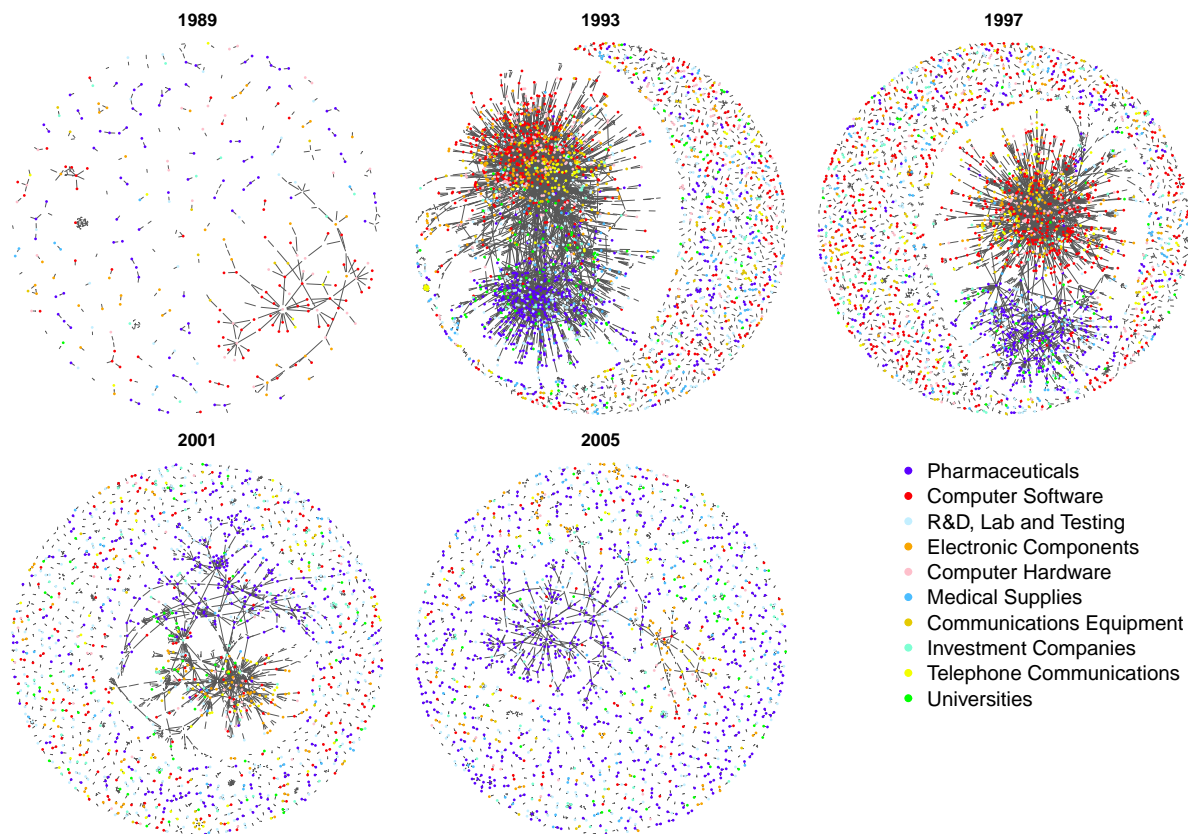 1989
1993
1997
2001
2005
Pharmaceuticals
Computer Software
R&D, Lab and Testing
Electronic Components
Computer Hardware
Medical Supplies
Communications Equipment
Investment Companies
Telephone Communications
Universities